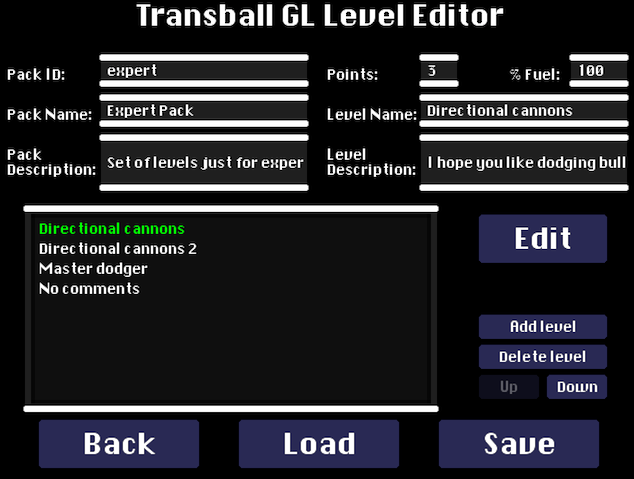 Transball GL Level Editor
Pack ID: expert Points: 3 % Fuel: 100
Pack Name: Expert Pack Level Name: Directional cannons
Pack Description: Set of levels just for exper Level Description: I hope you like dodging bull
Directional cannons
Directional cannons 2
Master dodger
No comments
Edit
Add level
Delete level
Up Down
Back Load Save